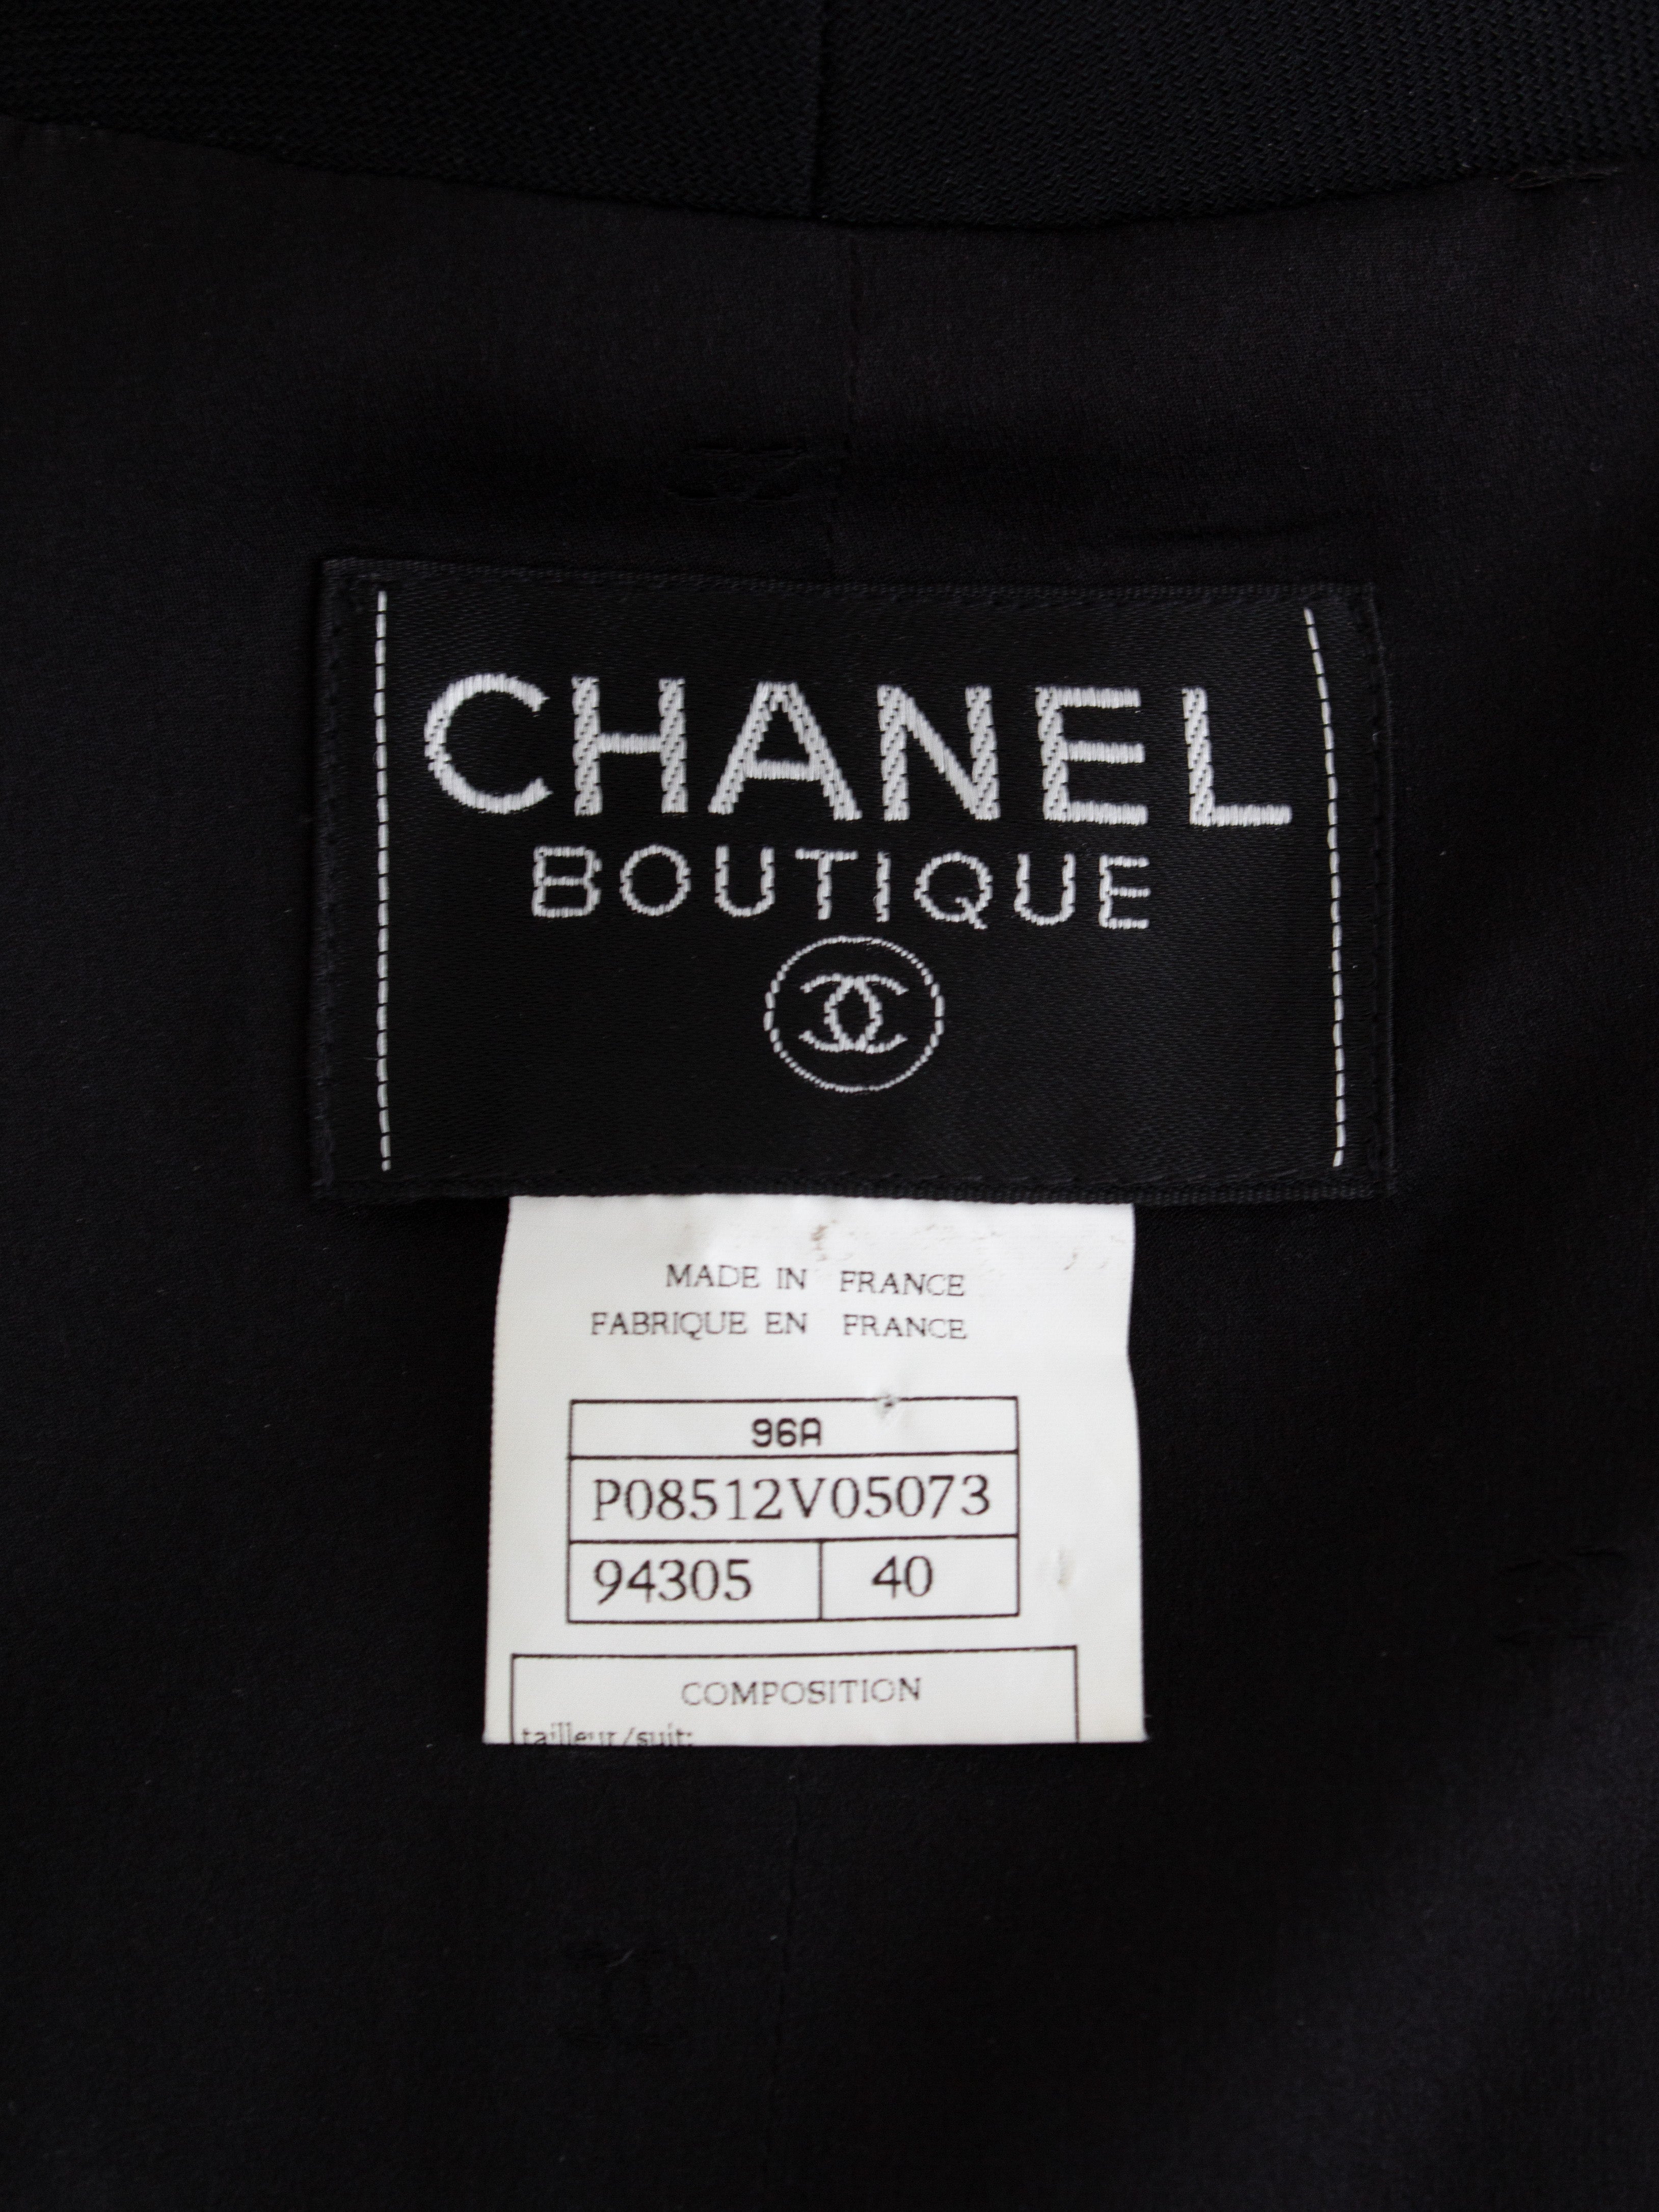 CHANEL
BOUTIQUE
MADE IN FRANCE
FABRIQUE EN FRANCE
96A
P08512V05073
94305 40
COMPOSITION
tailleur/suit: